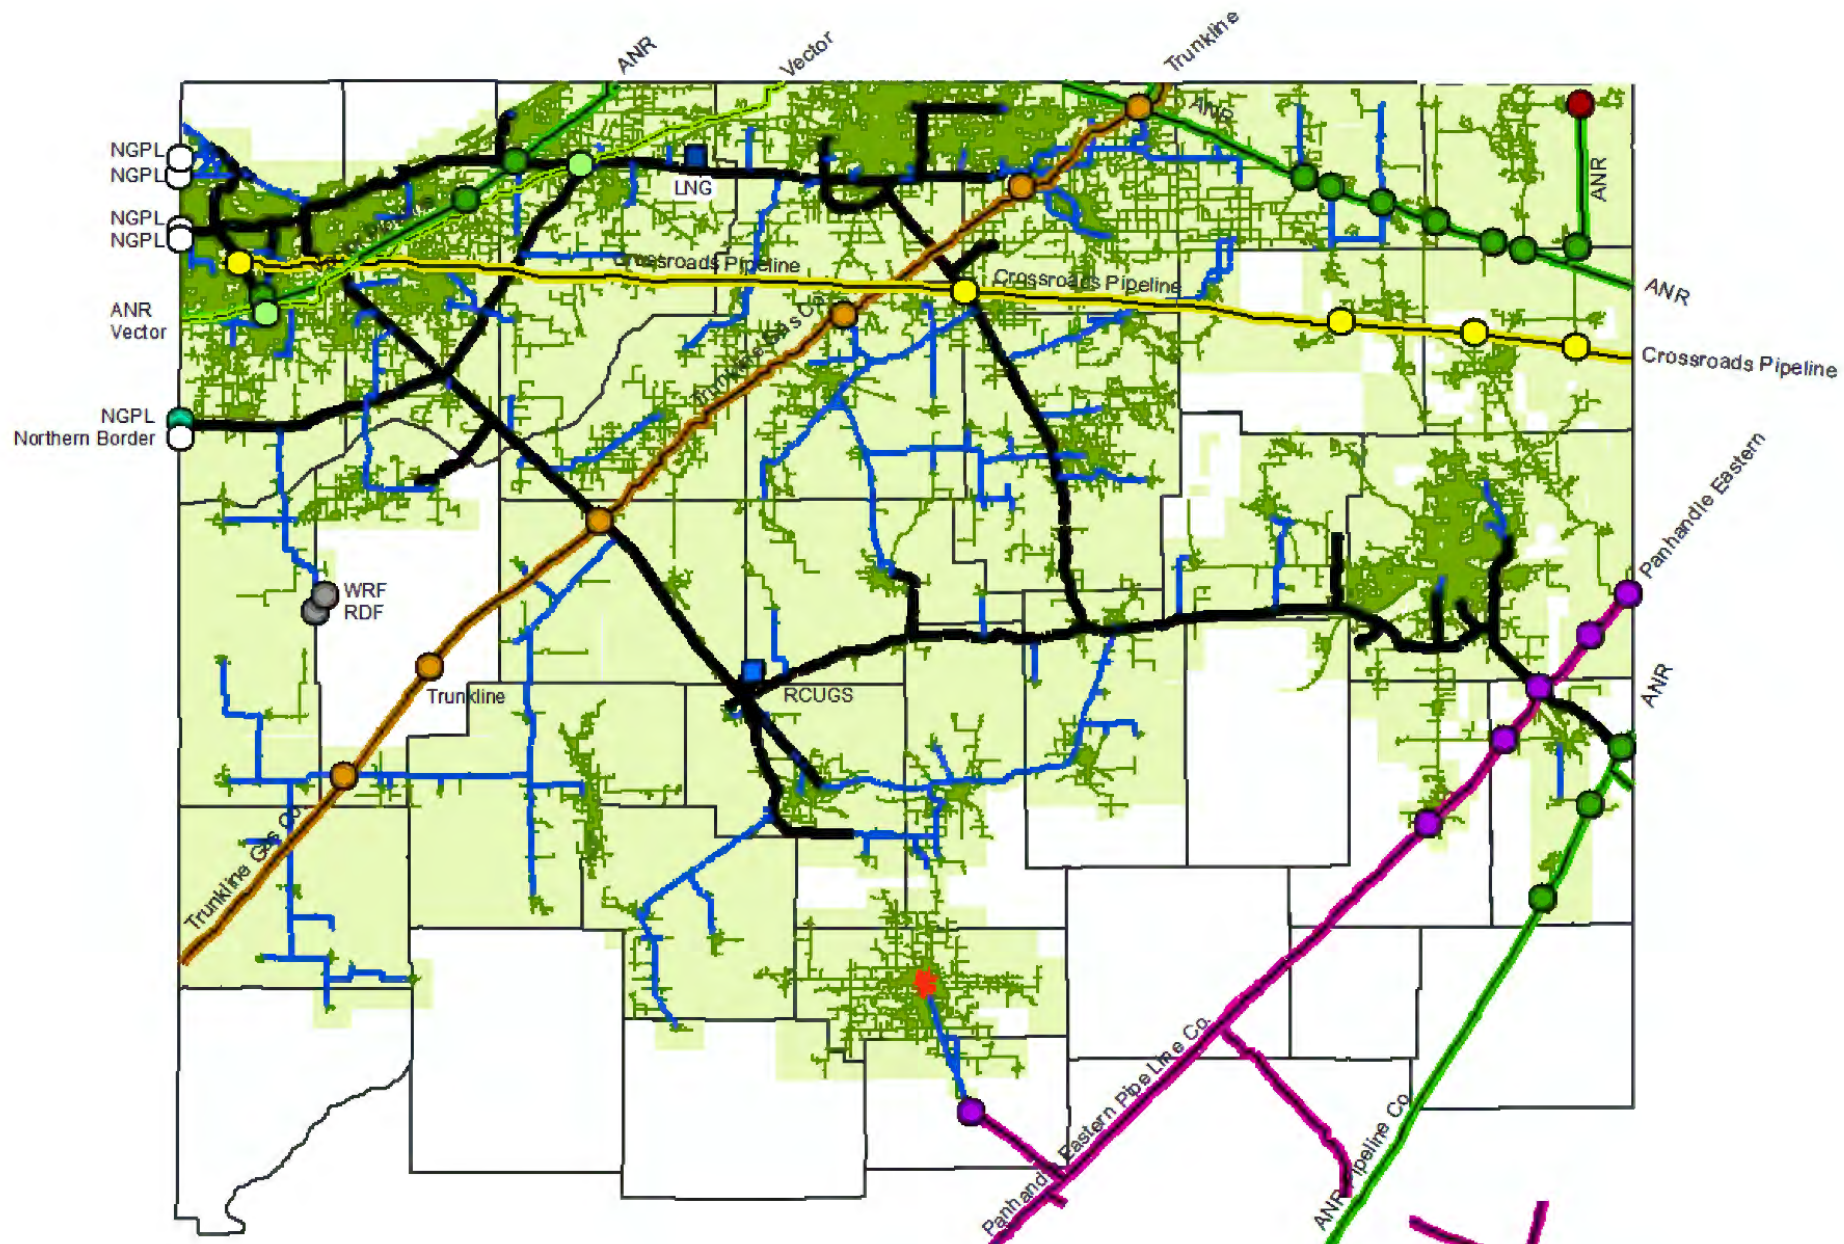 ANR
Vector
Trunkline
NGPL
NGPL
ANR
LNG
ANR
NGPL
NGPL
Crossroads Pipeline
Crossroads Pipeline
ANR
ANR
Vector
Trunkline Gas Co.
Crossroads Pipeline
NGPL
Northern Border
Panhandle Eastern
WRF
RDF
Trunkline
RCUGS
ANR
Trunkline Gas Co.
Panhandle Eastern Pipe Line Co.
ANR Pipeline Co.